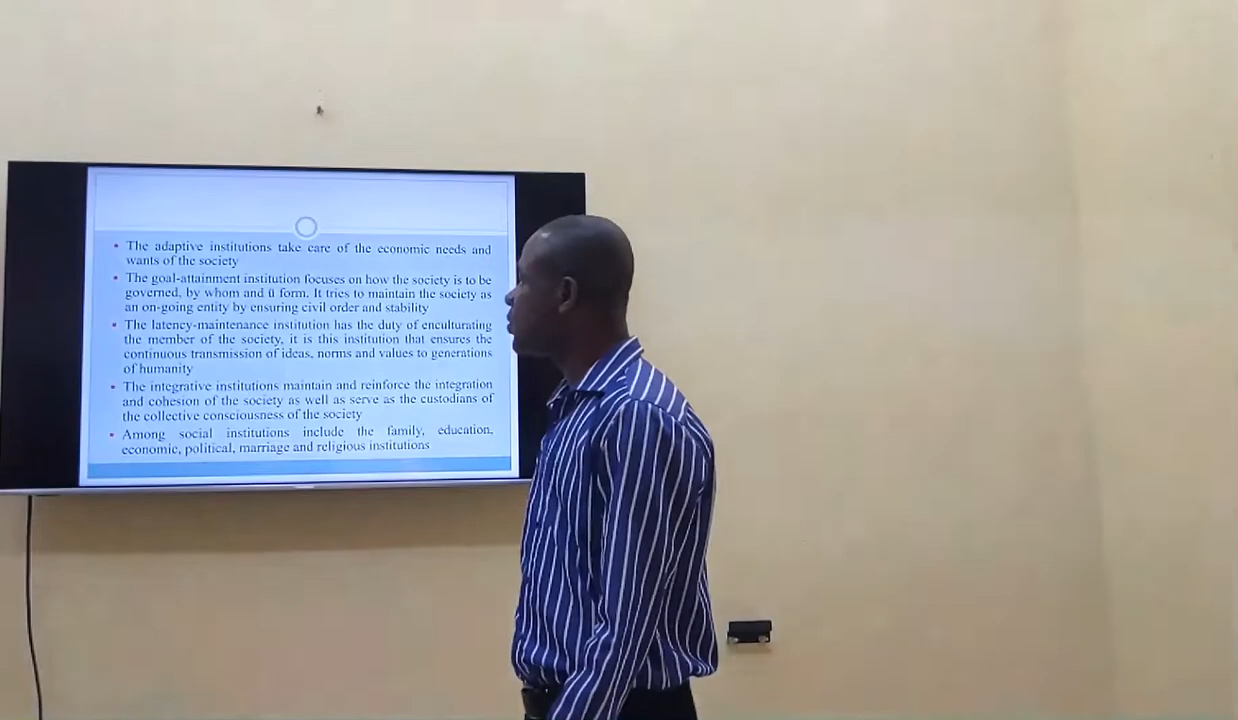 The adaptive institutions take care of the economic needs and
wants of the society
The goal-attainment institution focuses on how the society is to be
governed, by whom and ü form. It tries to maintain the society as
an on-going entity by ensuring civil order and stability
The latency-maintenance institution has the duty of enculturating
the member of the society, it is this institution that ensures the
continuous transmission of ideas, norms and values to generations
of humanity
The integrative institutions maintain and reinforce the integration
and cohesion of the society as well as serve as the custodians of
the collective consciousness of the society
Among social institutions include the family, education,
economic, political, marriage and religious institutions